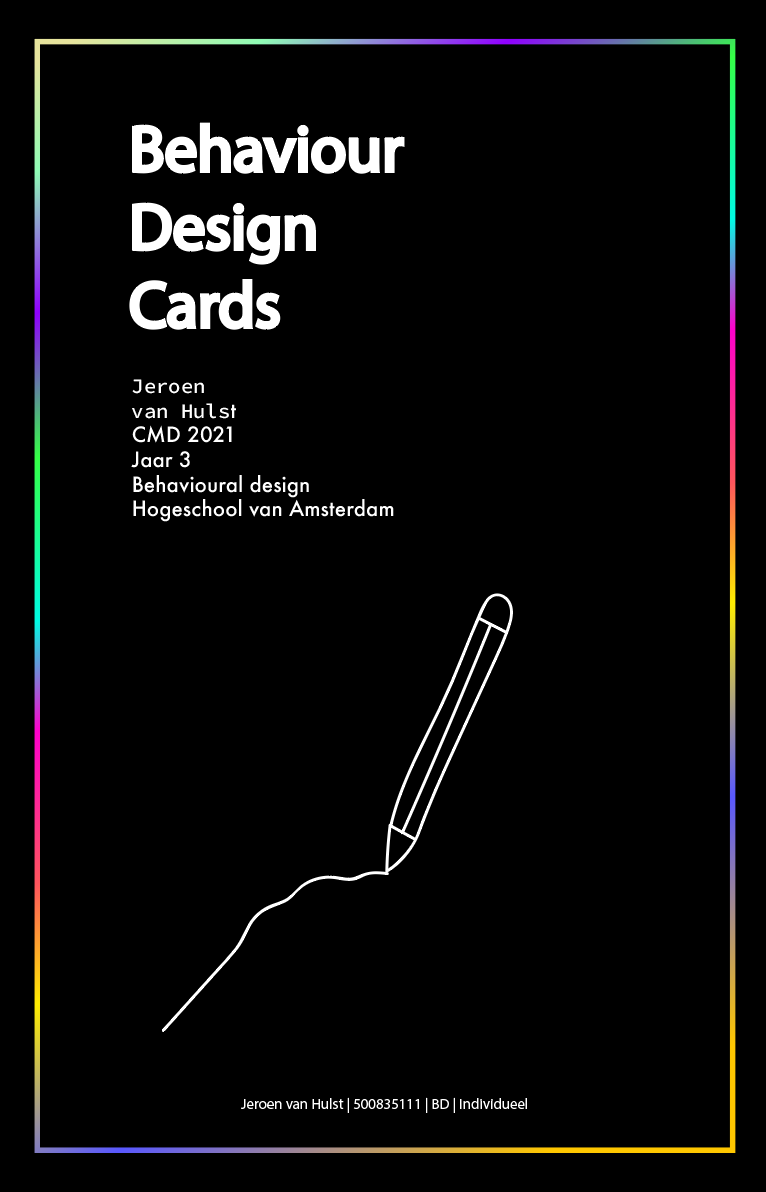 Behaviour
Design
Cards
Jeroen
van Hulst
CMD 2021
Jaar 3
Behavioural design
Hogeschool van Amsterdam
Jeroen van Hulst | 500835111 | BD | Individueel